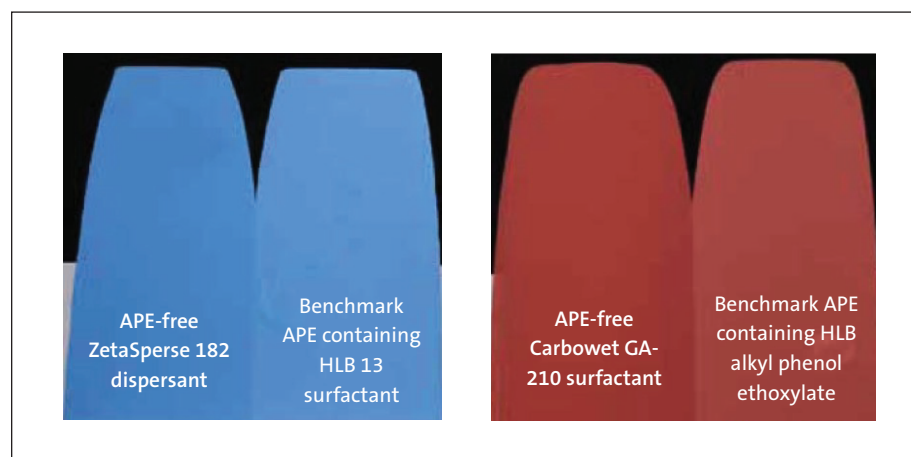 APE-free
ZetaSperse 182
dispersant
Benchmark
APE containing
HLB 13
surfactant
APE-free
Carbowet GA-
210 surfactant
Benchmark APE
containing HLB
alkyl phenol
ethoxylate